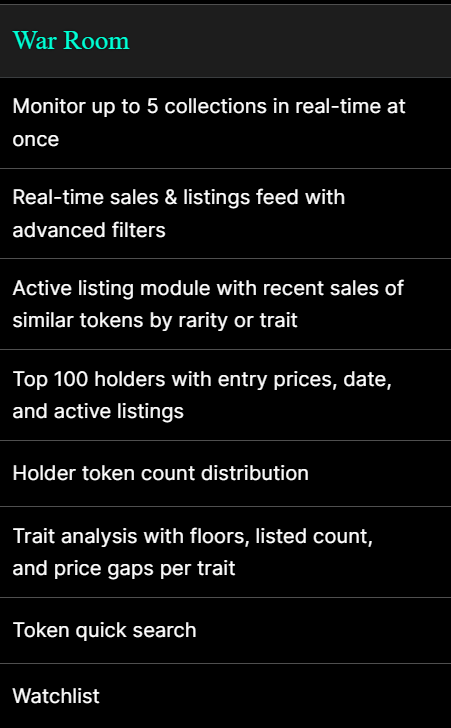 War Room
Monitor up to 5 collections in real-time at
once
Real-time sales & listings feed with
advanced filters
Active listing module with recent sales of
similar tokens by rarity or trait
Top 100 holders with entry prices, date,
and active listings
Holder token count distribution
Trait analysis with floors, listed count,
and price gaps per trait
Token quick search
Watchlist